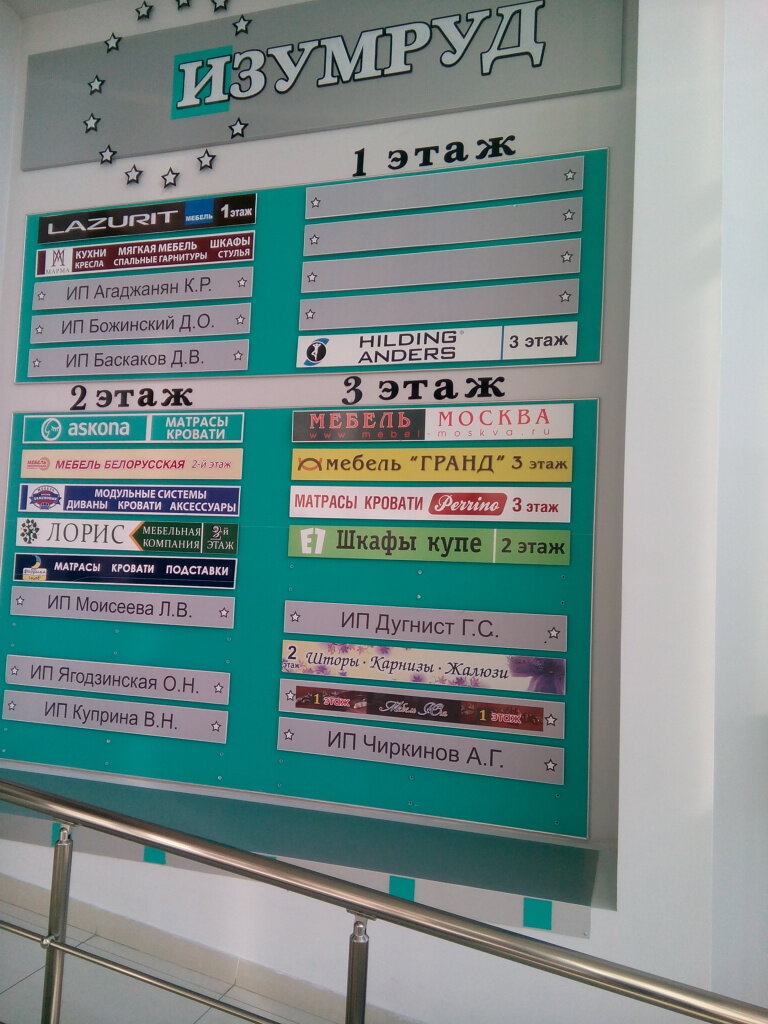 ИЗУМРУД
1 этаж
LAZURIT МЕБЕЛЬ 1 этаж
МАРМА
КУХНИ МЯГКАЯ МЕБЕЛЬ ШКАФЫ
КРЕСЛА СПАЛЬНЫЕ ГАРНИТУРЫ СТУЛЬЯ
ИП Агаджанян К.Р.
ИП Божинский Д.О.
ИП Баскаков Д.В.
HILDING
ANDERS
3 этаж
2 этаж
askona
МАТРАСЫ
КРОВАТИ
МЕБЕЛЬ БЕЛОРУССКАЯ 2-й этаж
МОДУЛЬНЫЕ СИСТЕМЫ
ДИВАНЫ КРОВАТИ АКСЕССУАРЫ
ЛОРИС
МЕБЕЛЬНАЯ
КОМПАНИЯ
2-й
ЭТАЖ
МАТРАСЫ КРОВАТИ ПОДСТАВКИ
ИП Моисеева Л.В.
ИП Ягодзинская О.Н.
ИП Куприна В.Н.
3 этаж
МЕБЕЛЬ МОСКВА
www.mebel-moskva.ru
мебель "ГРАНД" 3 этаж
МАТРАСЫ КРОВАТИ Perrino 3 этаж
E1 Шкафы купе 2 этаж
ИП Дугнист Г.С.
2
этаж
Шторы · Карнизы · Жалюзи
1 этаж
1 этаж
ИП Чиркинов А.Г.